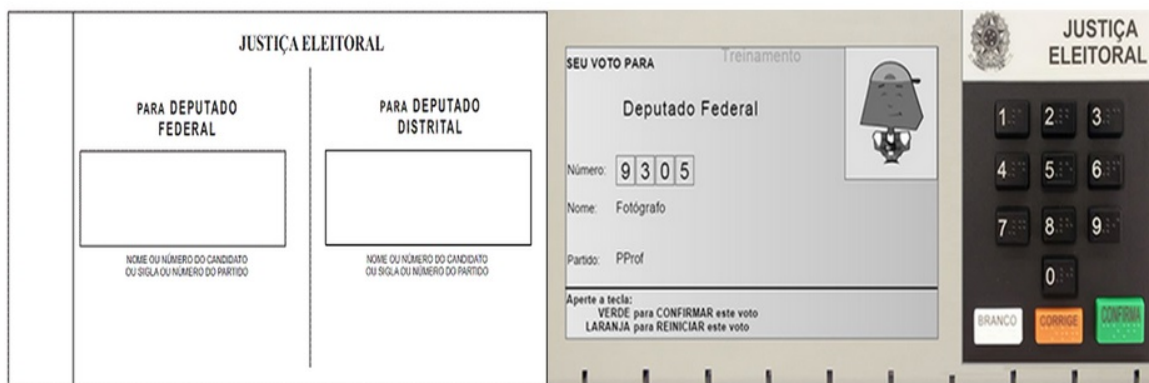 JUSTIÇA ELEITORAL
PARA DEPUTADO
FEDERAL
NOME OU NÚMERO DO CANDIDATO
OU SIGLA OU NÚMERO DO PARTIDO
PARA DEPUTADO
DISTRITAL
NOME OU NÚMERO DO CANDIDATO
OU SIGLA OU NÚMERO DO PARTIDO
Treinamento
SEU VOTO PARA
Deputado Federal
Número: 9 3 0 5
Nome: Fotógrafo
Partido: PProf
Aperte a tecla:
VERDE para CONFIRMAR este voto
LARANJA para REINICIAR este voto
JUSTIÇA
ELEITORAL
1 2 3
4 5 6
7 8 9
0
BRANCO CORRIGE CONFIRMA